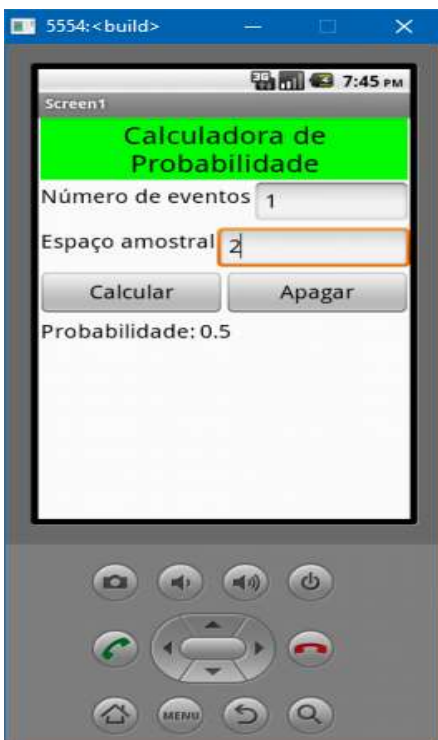 5554:<build>
3G 7:45 PM
Screen1
Calculadora de
Probabilidade
Número de eventos 1
Espaço amostral 2
Calcular Apagar
Probabilidade: 0.5
MENU